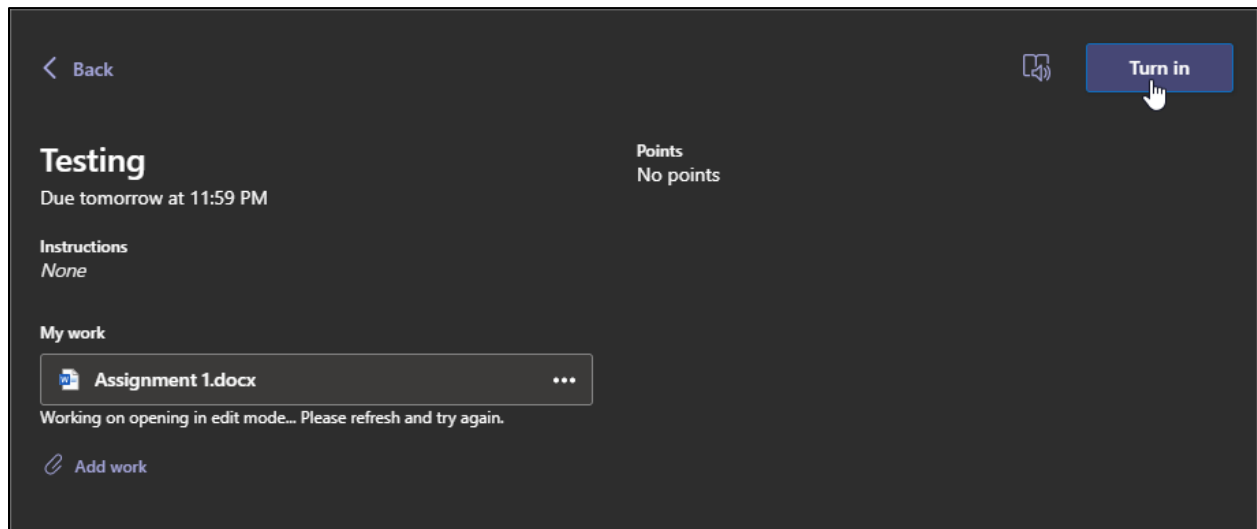 Back
Turn in
Testing
Due tomorrow at 11:59 PM
Points
No points
Instructions
None
My work
Assignment 1.docx
Working on opening in edit mode... Please refresh and try again.
Add work